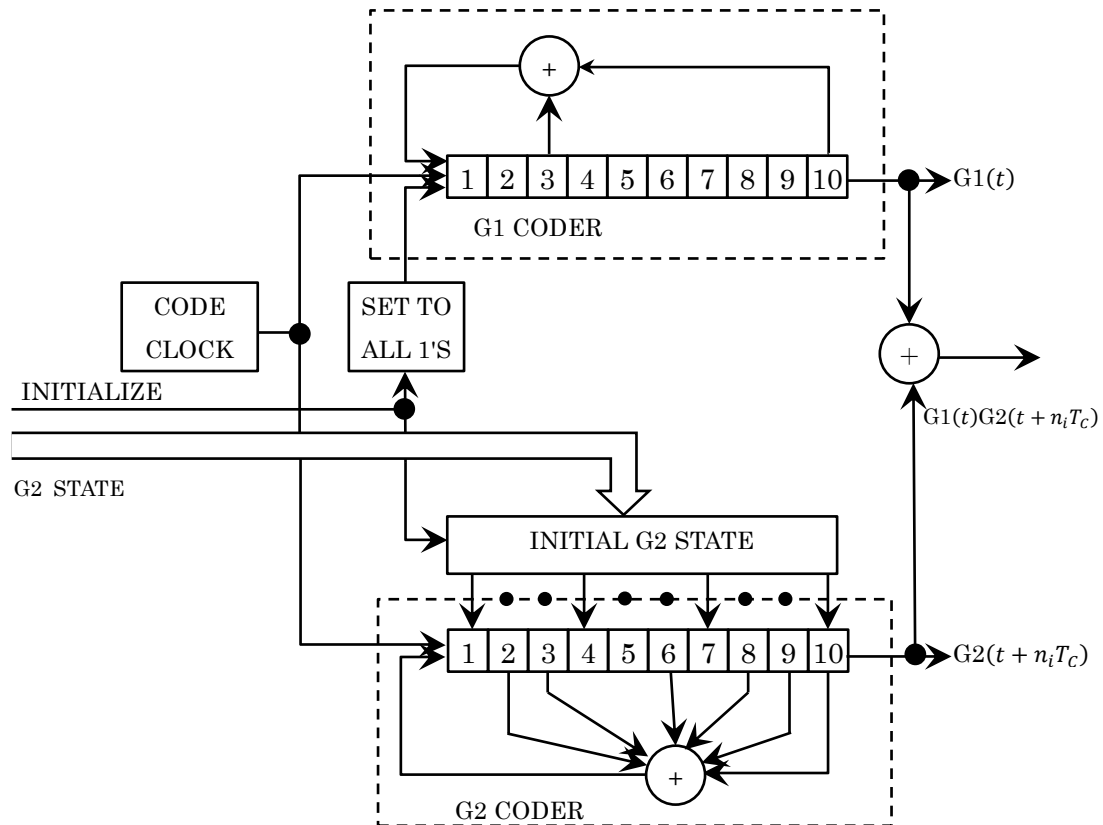 +
1 2 3 4 5 6 7 8 9 10
G1(t)
G1 CODER
CODE
CLOCK
SET TO
ALL 1'S
+
INITIALIZE
G1(t)G2(t + n_iT_C)
G2 STATE
INITIAL G2 STATE
1 2 3 4 5 6 7 8 9 10
G2(t + n_iT_C)
+
G2 CODER